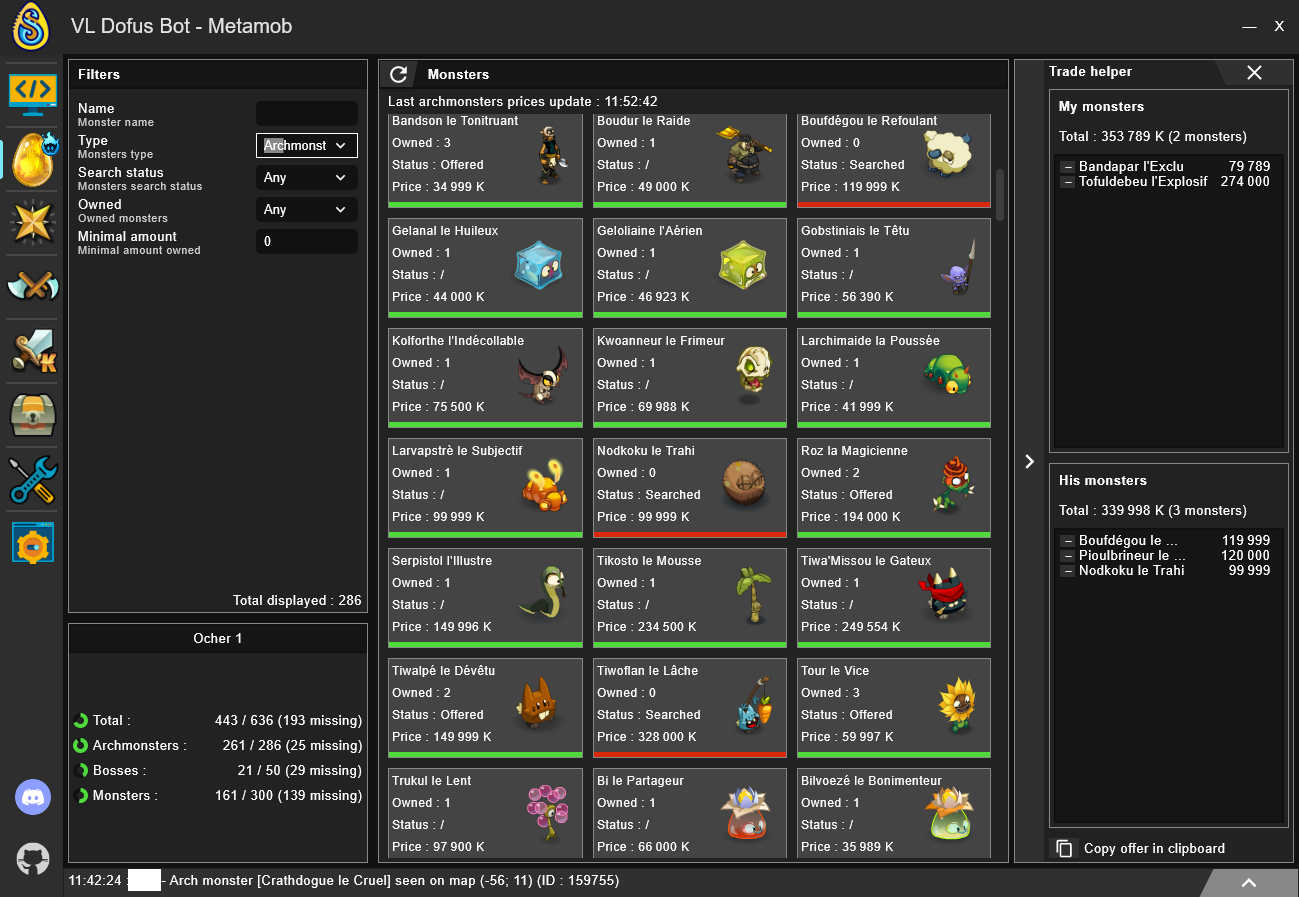 VL Dofus Bot - Metamob
— X
Filters
Name
Monster name
Type
Monsters type
Archmonst
Search status
Monsters search status
Any
Owned
Owned monsters
Any
Minimal amount
Minimal amount owned
0
Total displayed : 286
Ocher 1
Total : 443 / 636 (193 missing)
Archmonsters : 261 / 286 (25 missing)
Bosses : 21 / 50 (29 missing)
Monsters : 161 / 300 (139 missing)
Monsters
Last archmonsters prices update : 11:52:42
Bandson le Tonitruant
Owned : 3
Status : Offered
Price : 34 999 K
Boudur le Raide
Owned : 1
Status : /
Price : 49 000 K
Boufdégou le Refoulant
Owned : 0
Status : Searched
Price : 119 999 K
Gelanal le Huileux
Owned : 1
Status : /
Price : 44 000 K
Geloliaine l'Aérien
Owned : 1
Status : /
Price : 46 923 K
Gobstiniais le Têtu
Owned : 1
Status : /
Price : 56 390 K
Kolforthe l'Indécollable
Owned : 1
Status : /
Price : 75 500 K
Kwoanneur le Frimeur
Owned : 1
Status : /
Price : 69 988 K
Larchimaide la Poussée
Owned : 1
Status : /
Price : 41 999 K
Larvapstrè le Subjectif
Owned : 1
Status : /
Price : 99 999 K
Nodkoku le Trahi
Owned : 0
Status : Searched
Price : 99 999 K
Roz la Magicienne
Owned : 2
Status : Offered
Price : 194 000 K
Serpistol l'Illustre
Owned : 1
Status : /
Price : 149 996 K
Tikosto le Mousse
Owned : 1
Status : /
Price : 234 500 K
Tiwa'Missou le Gateux
Owned : 1
Status : /
Price : 249 554 K
Tiwalpé le Dévêtu
Owned : 2
Status : Offered
Price : 149 999 K
Tiwoflan le Lâche
Owned : 0
Status : Searched
Price : 328 000 K
Tour le Vice
Owned : 3
Status : Offered
Price : 59 997 K
Trukul le Lent
Owned : 1
Status : /
Price : 97 900 K
Bi le Partageur
Owned : 1
Status : /
Price : 66 000 K
Bilvoezé le Bonimenteur
Owned : 1
Status : /
Price : 35 989 K
Trade helper
My monsters
Total : 353 789 K (2 monsters)
Bandapar l'Exclu 79 789
Tofuldebeu l'Explosif 274 000
His monsters
Total : 339 998 K (3 monsters)
Boufdégou le ... 119 999
Pioulbrineur le ... 120 000
Nodkoku le Trahi 99 999
Copy offer in clipboard
11:42:24 : - Arch monster [Crathdogue le Cruel] seen on map (-56; 11) (ID : 159755)